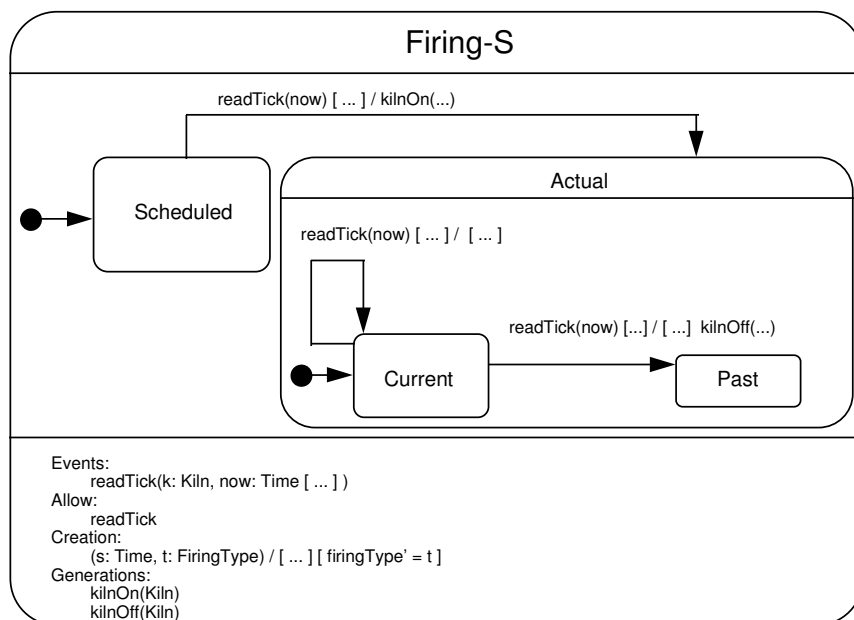 Firing-S
readTick(now) [ ... ] / kilnOn(...)
Scheduled
Actual
readTick(now) [ ... ] /  [ ... ]
readTick(now) [...] / [ ...]  kilnOff(...)
Current
Past
Events:
readTick(k: Kiln, now: Time [ ... ] )
Allow:
readTick
Creation:
(s: Time, t: FiringType) / [ ... ] [ firingType' = t ]
Generations:
kilnOn(Kiln)
kilnOff(Kiln)